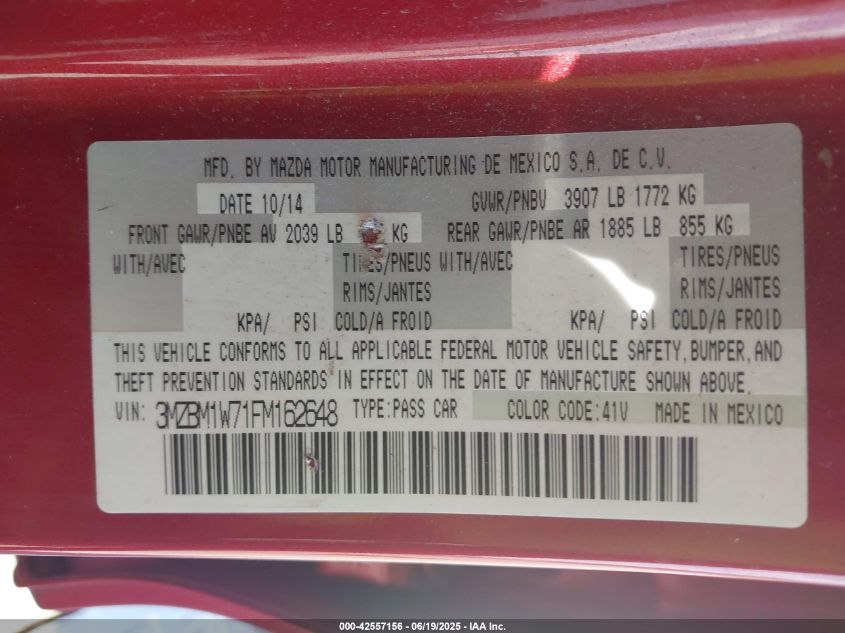 MFD. BY MAZDA MOTOR MANUFACTURING DE MEXICO S.A. DE C.V.
DATE 10/14 GVWR/PNBV 3907 LB 1772 KG
FRONT GAWR/PNBE AV 2039 LB KG REAR GAWR/PNBE AR 1885 LB 855 KG
WITH/AVEC TIRES/PNEUS WITH/AVEC TIRES/PNEUS
RIMS/JANTES RIMS/JANTES
KPA/ PSI COLD/A FROID KPA/ PSI COLD/A FROID
THIS VEHICLE CONFORMS TO ALL APPLICABLE FEDERAL MOTOR VEHICLE SAFETY, BUMPER, AND
THEFT PREVENTION STANDARDS IN EFFECT ON THE DATE OF MANUFACTURE SHOWN ABOVE.
VIN: 3MZBM1W71FM162648 TYPE:PASS CAR COLOR CODE:41V MADE IN MEXICO
000-42557156 - 06/19/2025 - IAA Inc.